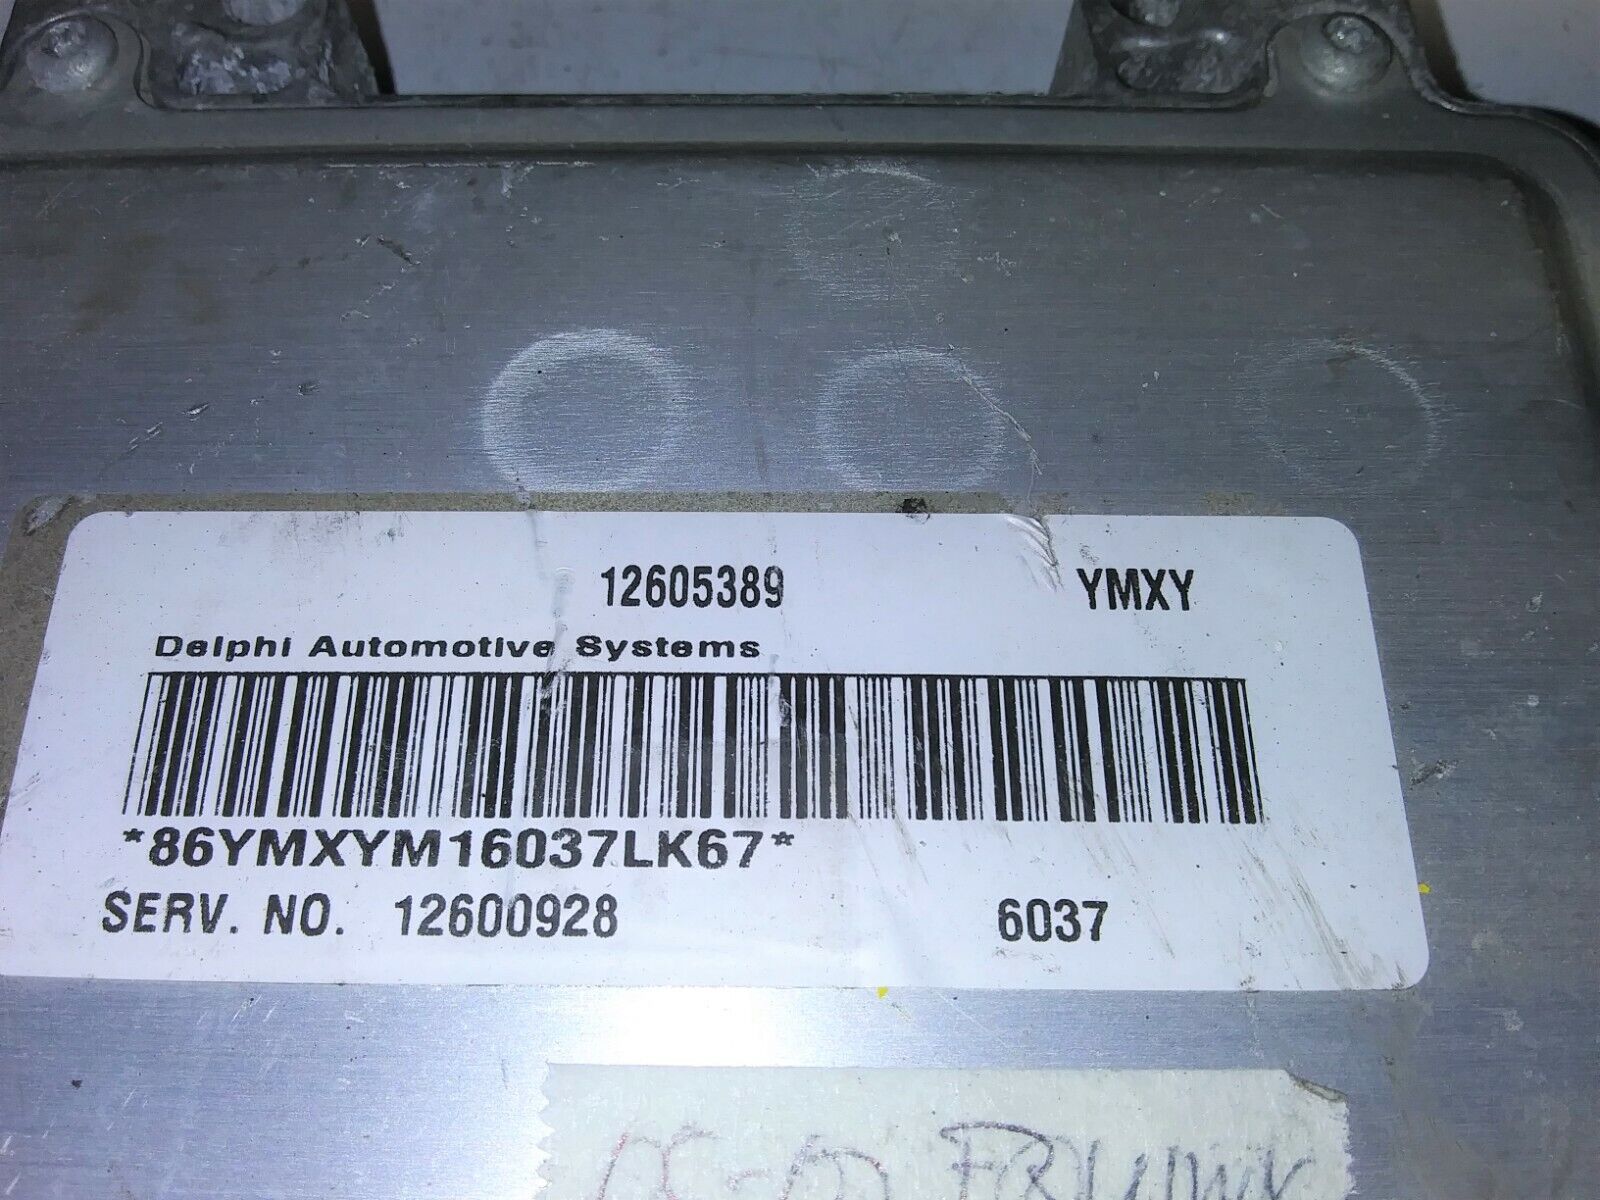 12605389 YMXY
Delphi Automotive Systems
*86YMXYM16037LK67*
SERV. NO. 12600928 6037